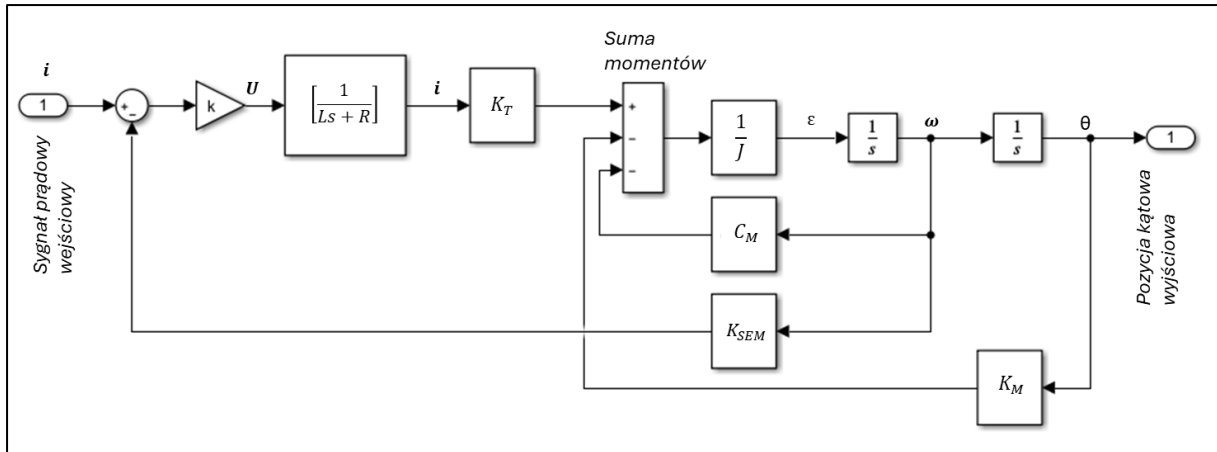 i
1
Sygnał prądowy
wejściowy
+
−
k
U
[1/(Ls + R)]
i
K_T
Suma
momentów
+
−
−
1/J
ε
1/s
ω
1/s
θ
1
Pozycja kątowa
wyjściowa
C_M
K_SEM
K_M